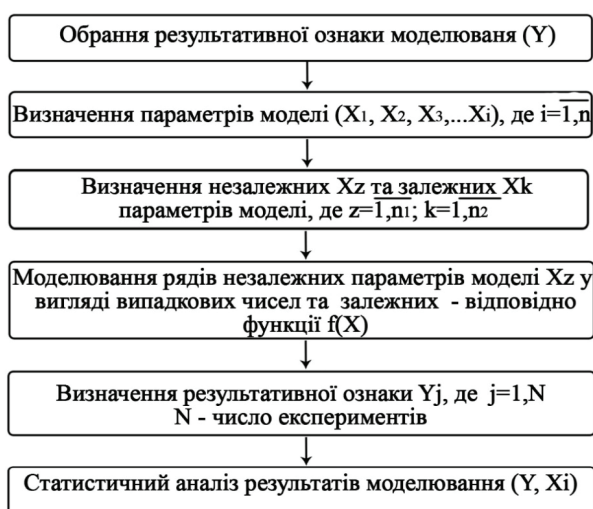 Обрання результативної ознаки моделюваня (Y)
Визначення параметрів моделі (X₁, X₂, X₃,...Xi), де i=1,n
Визначення незалежних Xz та залежних Xk
параметрів моделі, де z=1,n₁; k=1,n₂
Моделювання рядів незалежних параметрів моделі Xz у
вигляді випадкових чисел та залежних - відповідно
функції f(X)
Визначення результативної ознаки Yj, де j=1,N
N - число експериментів
Статистичний аналіз результатів моделювання (Y, Xi)